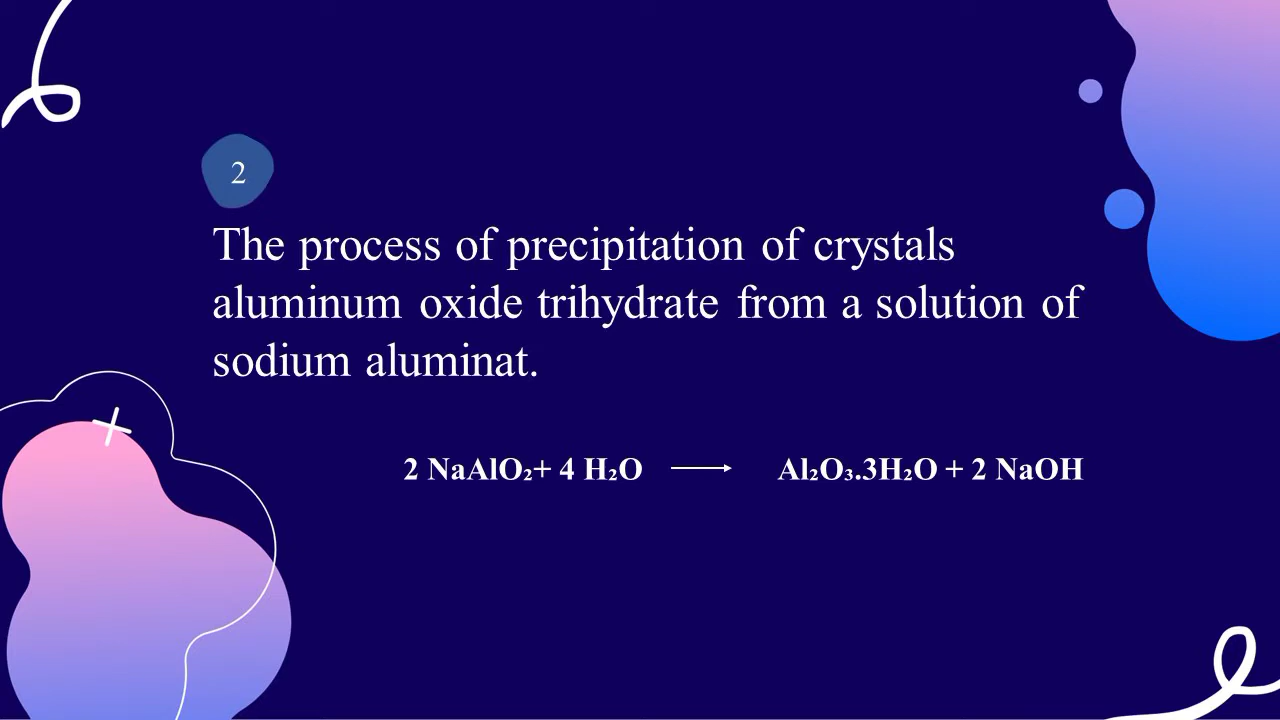 2
The process of precipitation of crystals
aluminum oxide trihydrate from a solution of
sodium aluminat.
2 NaAlO₂+ 4 H₂O ⟶ Al₂O₃.3H₂O + 2 NaOH